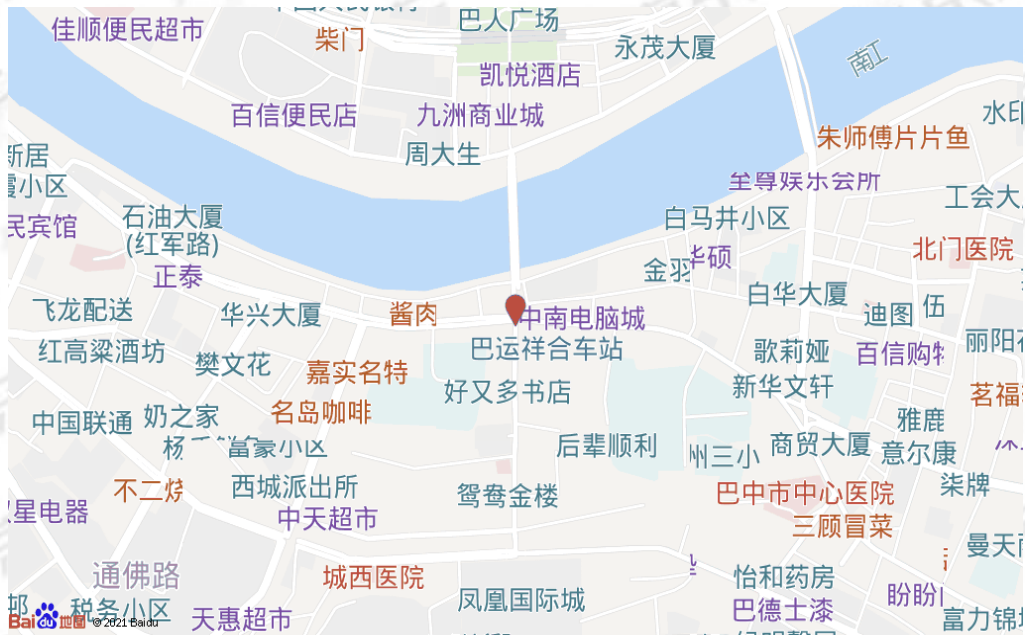 巴人广场
佳顺便民超市
柴门
永茂大厦
南江
凯悦酒店
百信便民店
九洲商业城
水印
朱师傅片片鱼
周大生
新居
霞小区
至尊娱乐会所
工会大
民宾馆
石油大厦
(红军路)
白马井小区
北门医院
正泰
金羽
华硕
飞龙配送
华兴大厦
酱肉
中南电脑城
白华大厦
迪图
伍
红高粱酒坊
樊文花
巴运祥合车站
歌莉娅
百信购物
丽阳
嘉实名特
好又多书店
新华文轩
茗福
中国联通
奶之家
名岛咖啡
雅鹿
富豪小区
后辈顺利
州三小
商贸大厦
意尔康
不二烧
西城派出所
鸳鸯金楼
巴中市中心医院
柒牌
双星电器
中天超市
三顾冒菜
曼天雨
通佛路
城西医院
怡和药房
盼盼
税务小区
天惠超市
凤凰国际城
巴德士漆
富力锦
Bai du 地图 © 2021 Baidu